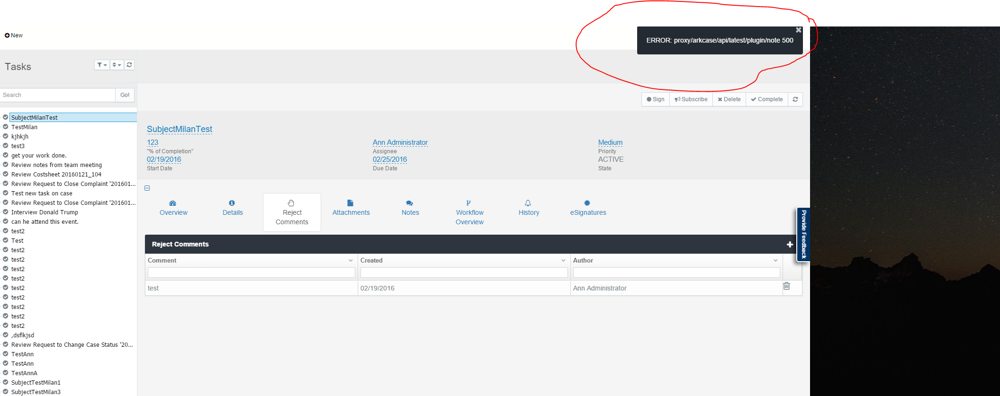 New
ERROR: proxy/arkcase/api/latest/plugin/note 500
Tasks
Search
Go!
Sign
Subscribe
Delete
Complete
SubjectMilanTest
TestMilan
kjhkjh
test3
get your work done.
Review notes from team meeting
Review Costsheet 20160121_104
Review Request to Close Complaint '201601...
Test new task on case
Review Request to Close Complaint '201601...
Interview Donald Trump
can he attend this event.
test2
Test
test2
test2
test2
test2
test2
test2
test2
test2
test2
,dsflkjsd
Review Request to Change Case Status '20...
TestAnn
TestAnn
TestAnnA
SubjectTestMilan1
SubjectTestMilan3
SubjectMilanTest
123
Ann Administrator
Medium
"% of Completion"
Assignee
Priority
02/19/2016
02/25/2016
ACTIVE
Start Date
Due Date
State
Overview
Details
Reject
Comments
Attachments
Notes
Workflow
Overview
History
eSignatures
Provide Feedback
Reject Comments
Comment
Created
Author
test
02/19/2016
Ann Administrator